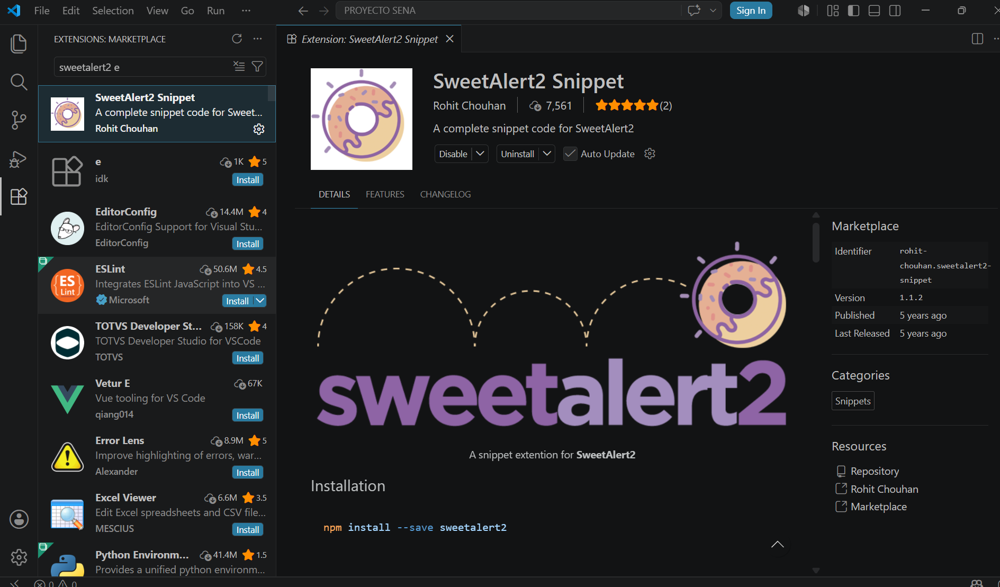 File Edit Selection View Go Run ···
PROYECTO SENA
Sign In
EXTENSIONS: MARKETPLACE
sweetalert2 e
SweetAlert2 Snippet
A complete snippet code for Sweet...
Rohit Chouhan
e 1K 5
idk
Install
EditorConfig 14.4M 4
EditorConfig Support for Visual Stu...
EditorConfig
Install
ESLint 50.6M 4.5
Integrates ESLint JavaScript into VS ...
Microsoft
Install
ES
Lint
TOTVS Developer St... 158K 4
TOTVS Developer Studio for VSCode
TOTVS
Install
Vetur E 67K
Vue tooling for VS Code
qiang014
Install
Error Lens 8.9M 5
Improve highlighting of errors, war...
Alexander
Install
Excel Viewer 6.6M 3.5
Edit Excel spreadsheets and CSV file...
MESCIUS
Install
Python Environm... 41.4M 1.5
Provides a unified python environm...
0 0
Extension: SweetAlert2 Snippet
SweetAlert2 Snippet
Rohit Chouhan 7,561 (2)
A complete snippet code for SweetAlert2
Disable Uninstall Auto Update
DETAILS FEATURES CHANGELOG
sweetalert2
A snippet extention for SweetAlert2
Installation
npm install --save sweetalert2
Marketplace
Identifier rohit-
chouhan.sweetalert2-
snippet
Version 1.1.2
Published 5 years ago
Last Released 5 years ago
Categories
Snippets
Resources
Repository
Rohit Chouhan
Marketplace